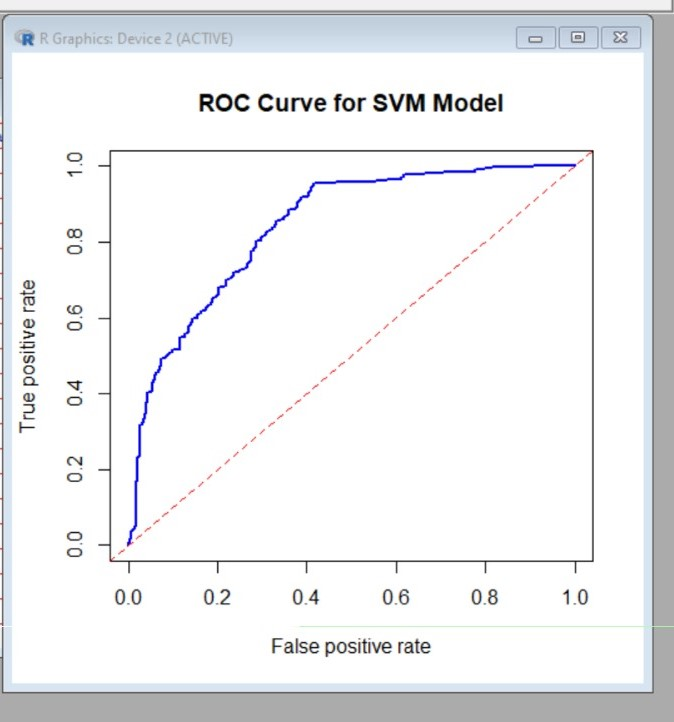 R Graphics: Device 2 (ACTIVE)
ROC Curve for SVM Model
True positive rate
1.0
0.8
0.6
0.4
0.2
0.0
0.0 0.2 0.4 0.6 0.8 1.0
False positive rate